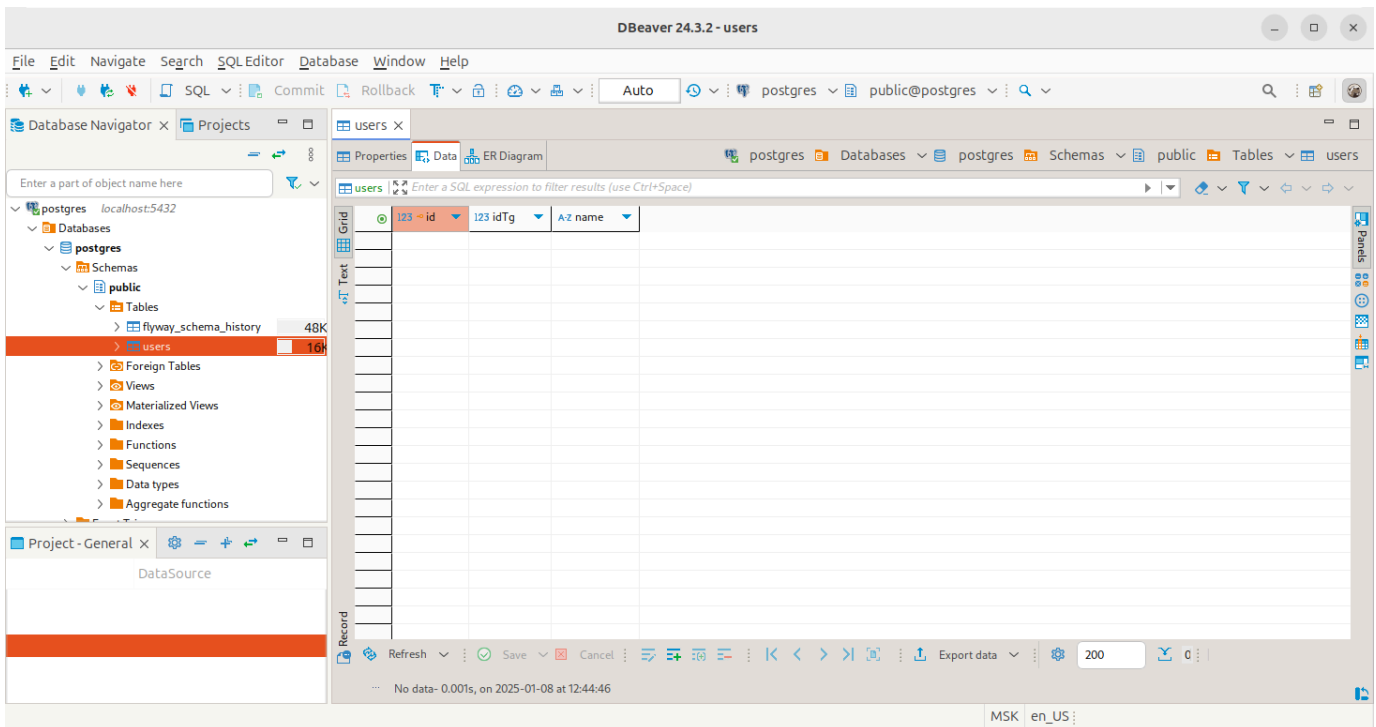 DBeaver 24.3.2 - users
File Edit Navigate Search SQL Editor Database Window Help
SQL Commit Rollback Auto postgres public@postgres
Database Navigator Projects
users
Properties Data ER Diagram postgres Databases postgres Schemas public Tables users
Enter a part of object name here
users Enter a SQL expression to filter results (use Ctrl+Space)
postgres localhost:5432
Databases
postgres
Schemas
public
Tables
flyway_schema_history 48K
users 16K
Foreign Tables
Views
Materialized Views
Indexes
Functions
Sequences
Data types
Aggregate functions
Project - General
DataSource
Grid
Text
Record
123 id 123 idTg A-Z name
Panels
Refresh Save Cancel Export data 200 0
... No data - 0.001s, on 2025-01-08 at 12:44:46
MSK en_US